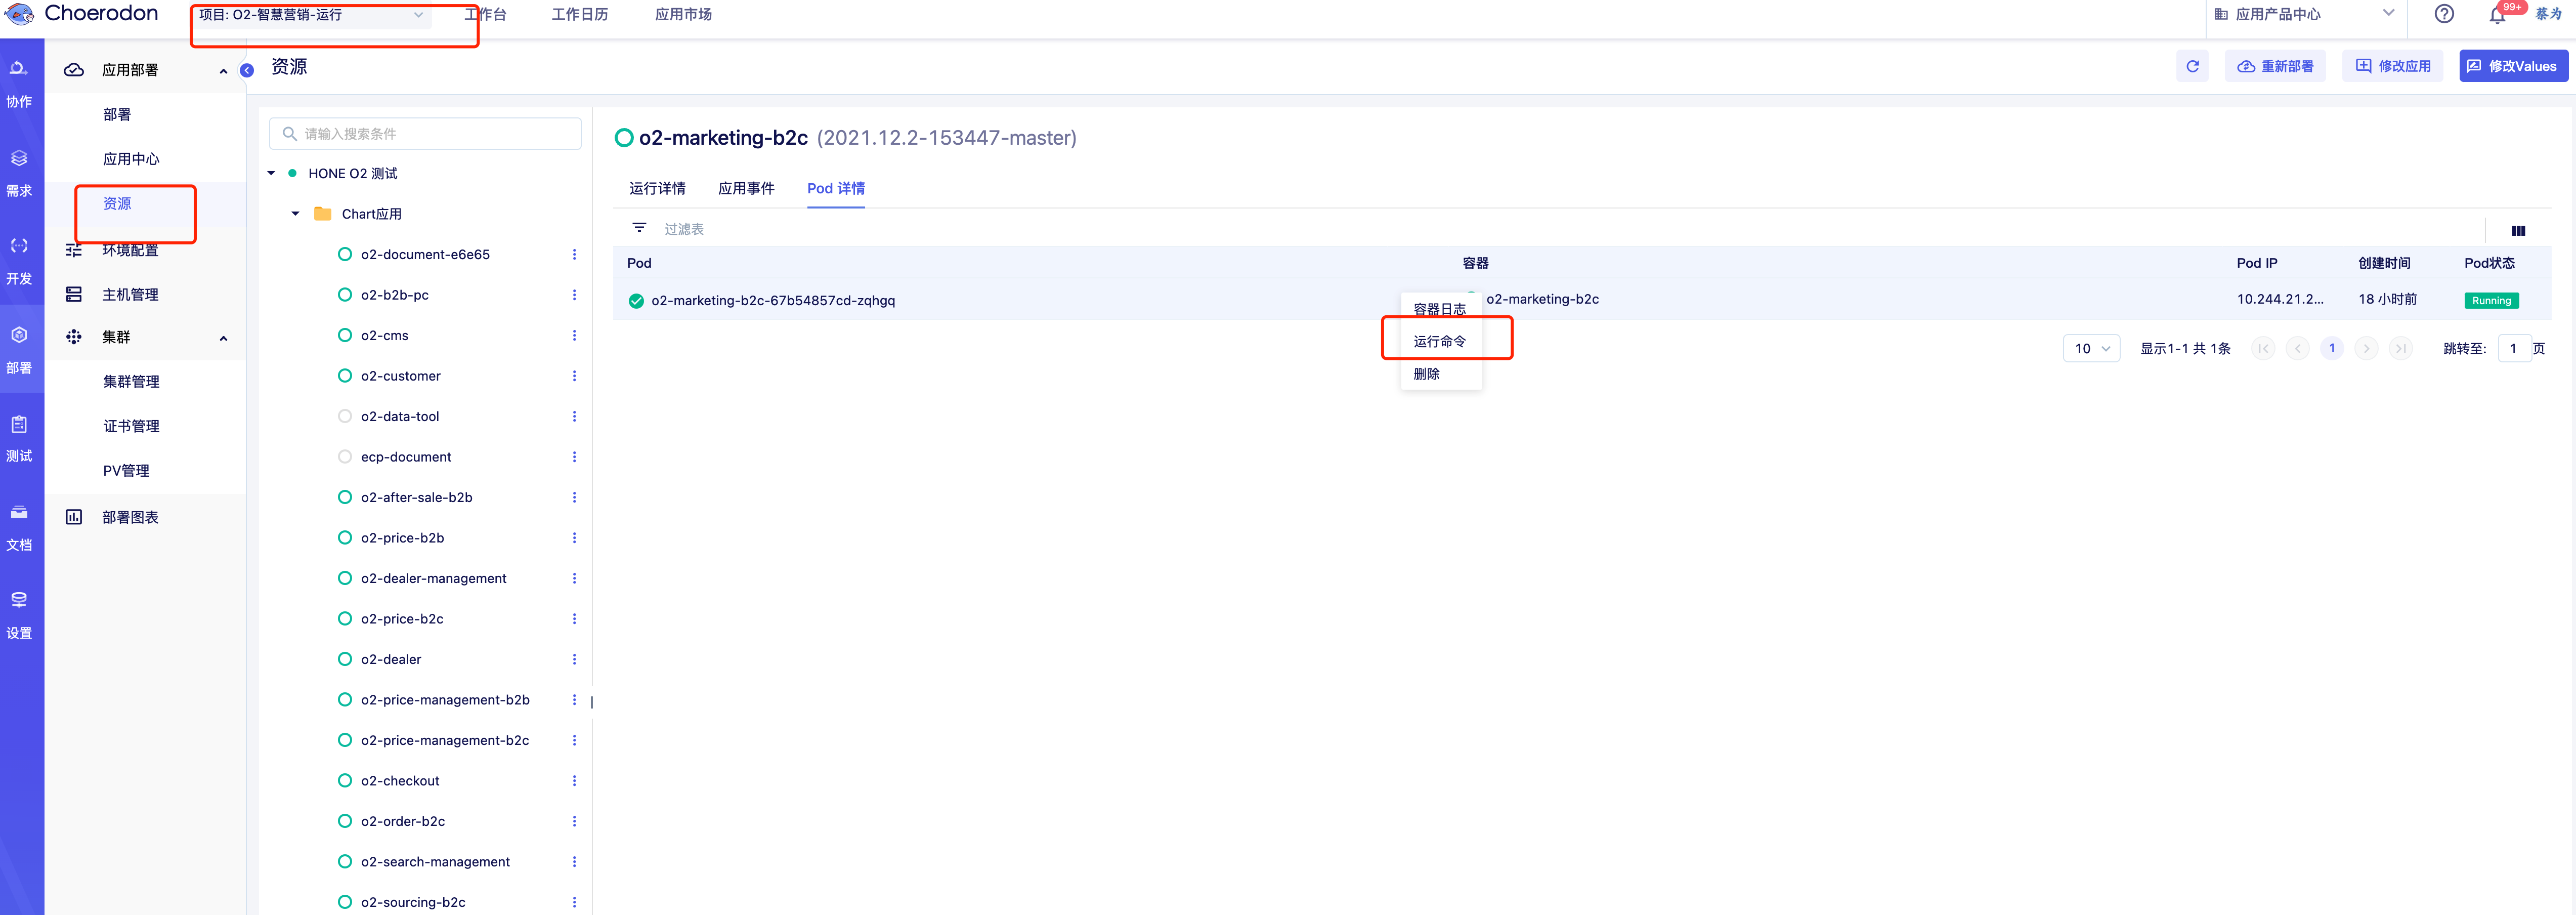 Choerodon
项目: O2-智慧营销-运行
工作台
工作日历
应用市场
应用产品中心
99+
蔡为
协作
需求
开发
部署
测试
文档
设置
应用部署
部署
应用中心
资源
环境配置
主机管理
集群
集群管理
证书管理
PV管理
部署图表
资源
重新部署
修改应用
修改Values
请输入搜索条件
HONE O2 测试
Chart应用
o2-document-e6e65
o2-b2b-pc
o2-cms
o2-customer
o2-data-tool
ecp-document
o2-after-sale-b2b
o2-price-b2b
o2-dealer-management
o2-price-b2c
o2-dealer
o2-price-management-b2b
o2-price-management-b2c
o2-checkout
o2-order-b2c
o2-search-management
o2-sourcing-b2c
o2-marketing-b2c (2021.12.2-153447-master)
运行详情 应用事件 Pod 详情
过滤表
Pod 容器 Pod IP 创建时间 Pod状态
o2-marketing-b2c-67b54857cd-zqhgq o2-marketing-b2c 10.244.21.2... 18 小时前 Running
容器日志
运行命令
删除
10 显示1-1 共 1条 1 跳转至: 1 页